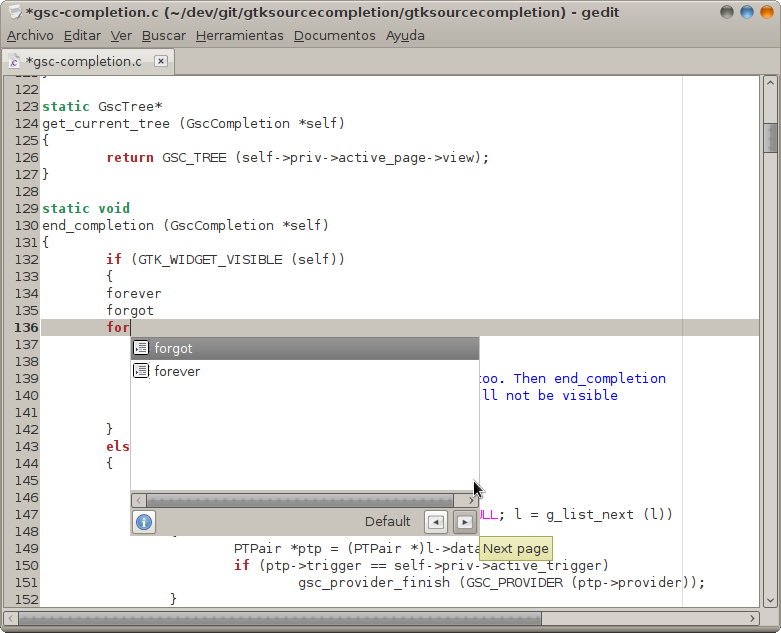 *gsc-completion.c (~/dev/git/gtksourcecompletion/gtksourcecompletion) - gedit
Archivo Editar Ver Buscar Herramientas Documentos Ayuda
*gsc-completion.c
122
123 static GscTree*
124 get_current_tree (GscCompletion *self)
125 {
126 return GSC_TREE (self->priv->active_page->view);
127 }
128
129 static void
130 end_completion (GscCompletion *self)
131 {
132 if (GTK_WIDGET_VISIBLE (self))
133 {
134 forever
135 forgot
136 for
137
forgot
138
forever
139 too. Then end_completion
140 ll not be visible
141
142 }
143 els
144 {
145
146
147 LL; l = g_list_next (l))
Default
148
149 PTPair *ptp = (PTPair *)l->data
Next page
150 if (ptp->trigger == self->priv->active_trigger)
151 gsc_provider_finish (GSC_PROVIDER (ptp->provider));
152 }